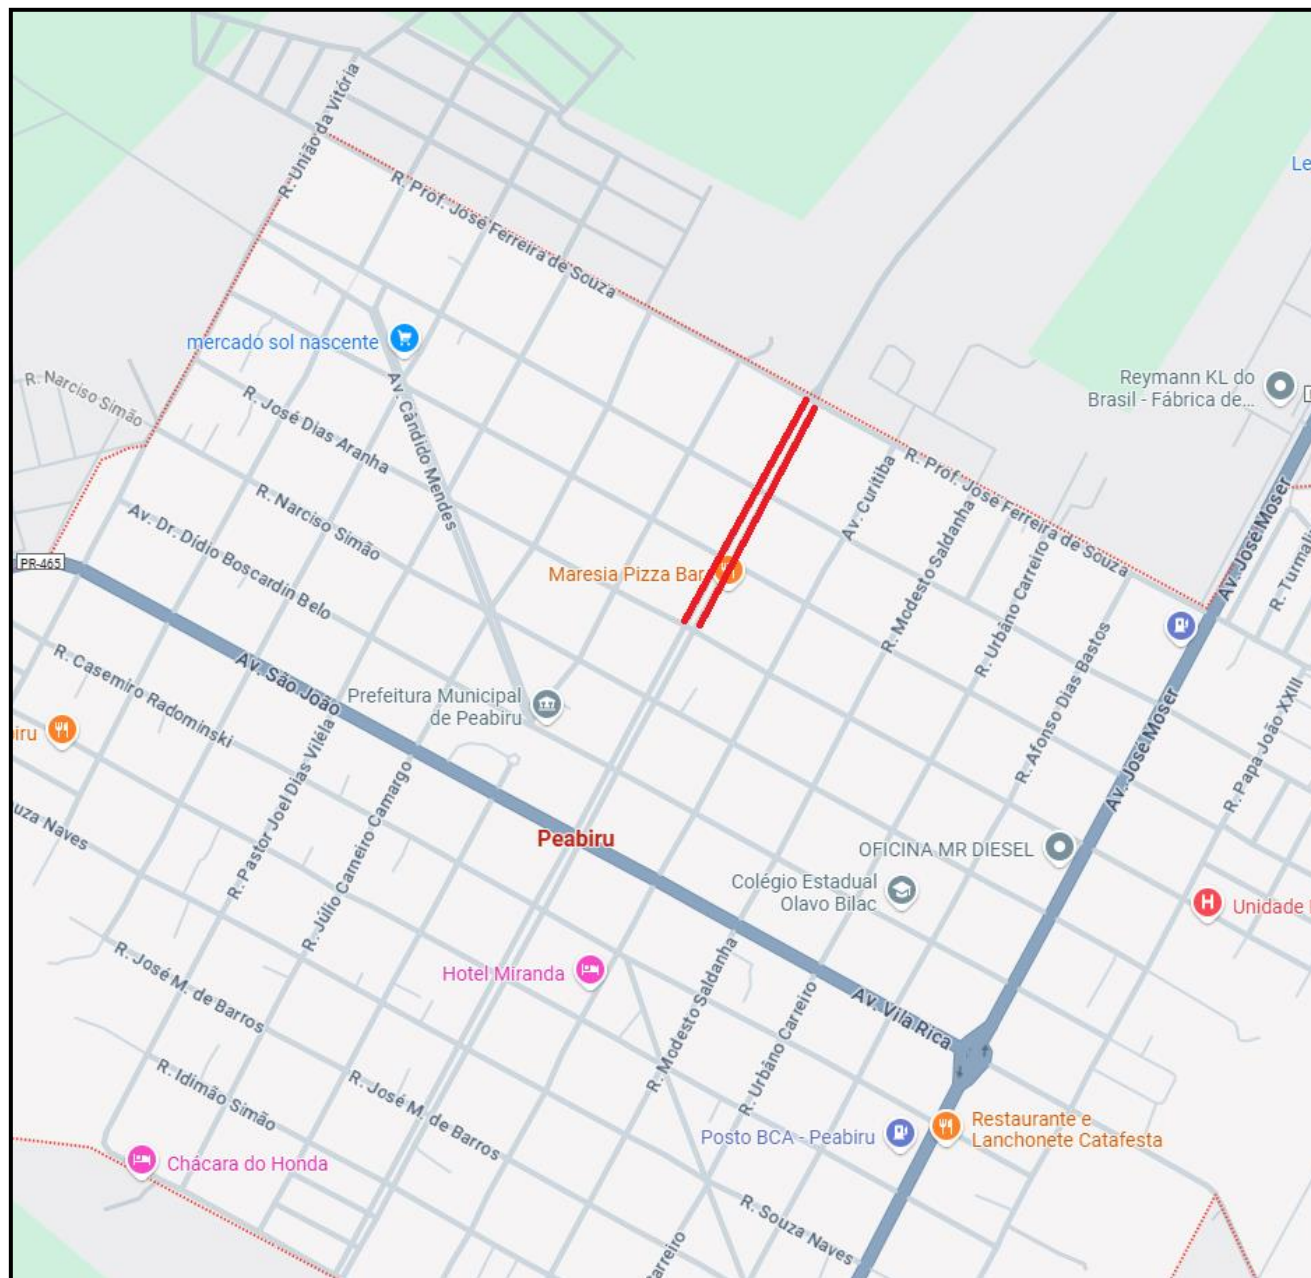 R. União da Vitória
R. Prof. José Ferreira de Souza
Le
mercado sol nascente
R. Narciso Simão
Reymann KL do
Brasil - Fábrica de...
R. José Dias Aranha
Av. Cândido Mendes
Av. Curitiba
R. Prof. José Ferreira de Souza
Av. José Moser
R. Narciso Simão
Av. Dr. Didio Boscardin Belo
PR-465
Maresia Pizza Bar
R. Modesto Saldanha
R. Urbâno Carreiro
R. Turmali
R. Casemiro Radominski
Av. São João
Prefeitura Municipal
de Peabiru
R. Afonso Dias Bastos
Av. José Moser
R. Papa João XXIII
iru
R. Pastor Joel Dias Vilela
R. Júlio Carneiro Camargo
uza Naves
Peabiru
OFICINA MR DIESEL
Colégio Estadual
Olavo Bilac
Unidade
Hotel Miranda
R. Modesto Saldanha
R. Urbâno Carreiro
Av. Vila Rica
R. José M. de Barros
R. Idimão Simão
R. José M. de Barros
Posto BCA - Peabiru
Restaurante e
Lanchonete Catafesta
Chácara do Honda
R. Souza Naves
Carreiro